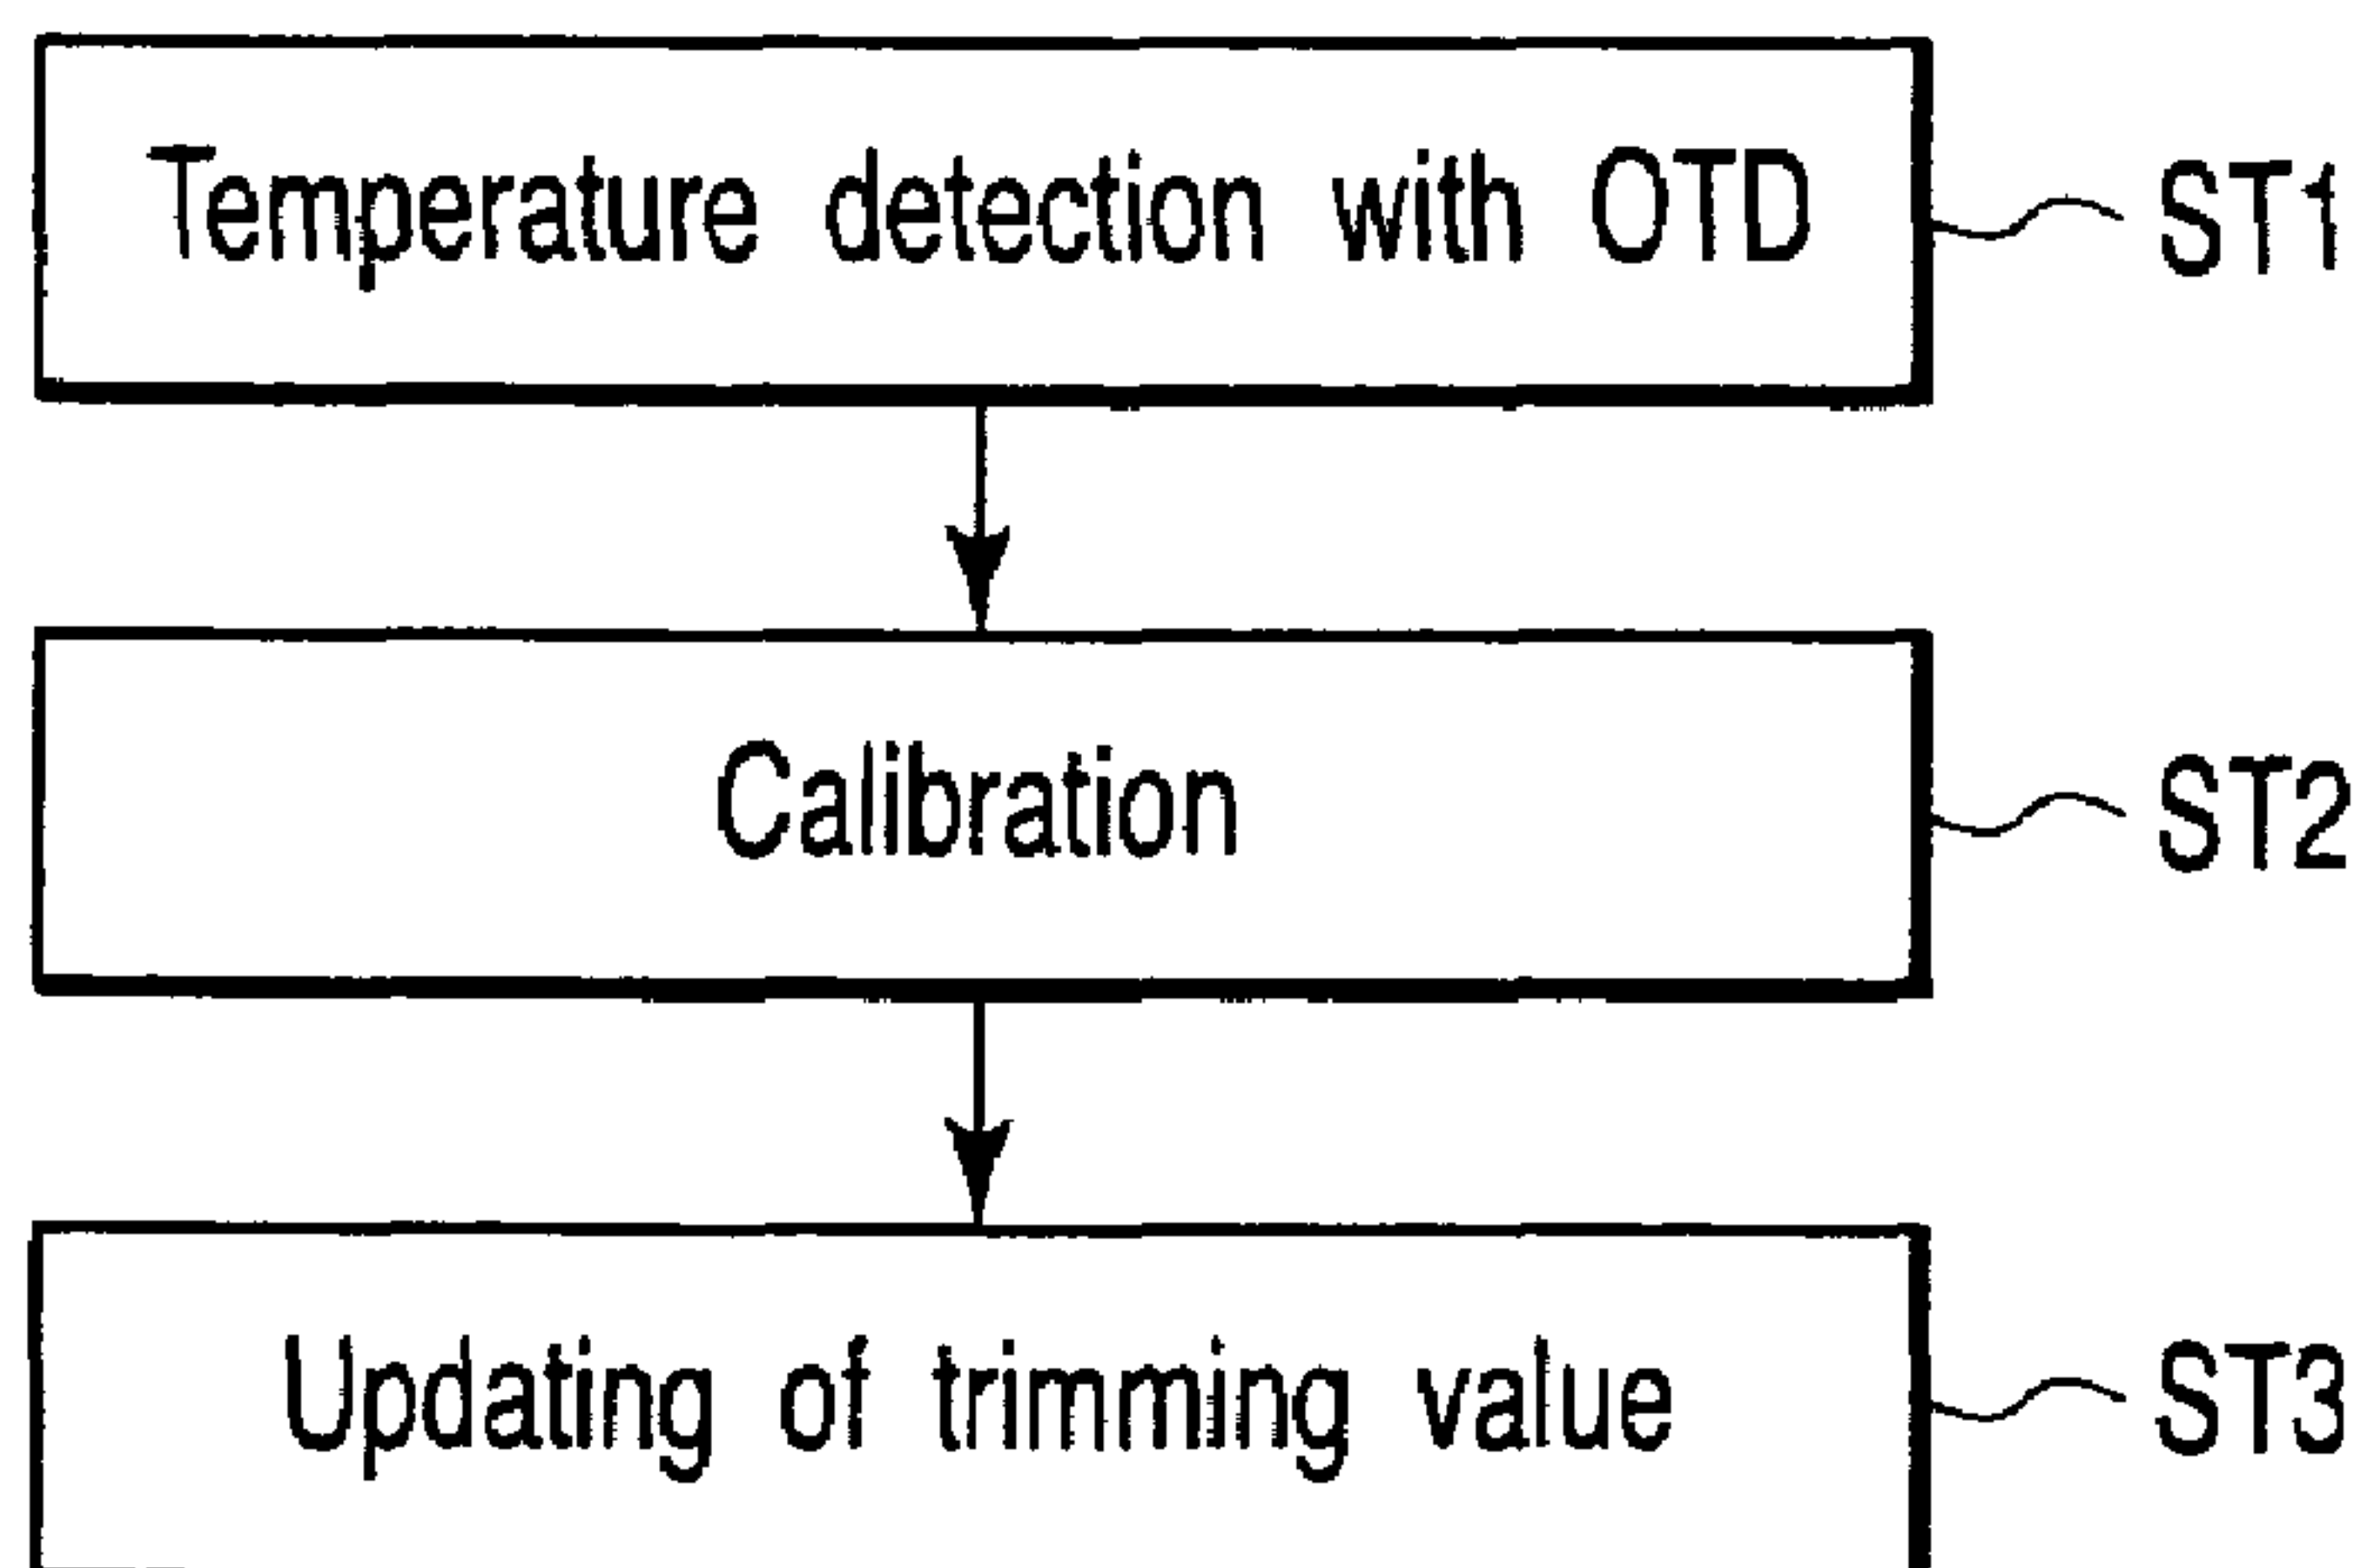 Temperature detection with OTD ST1
Calibration ST2
Updating of trimming value ST3